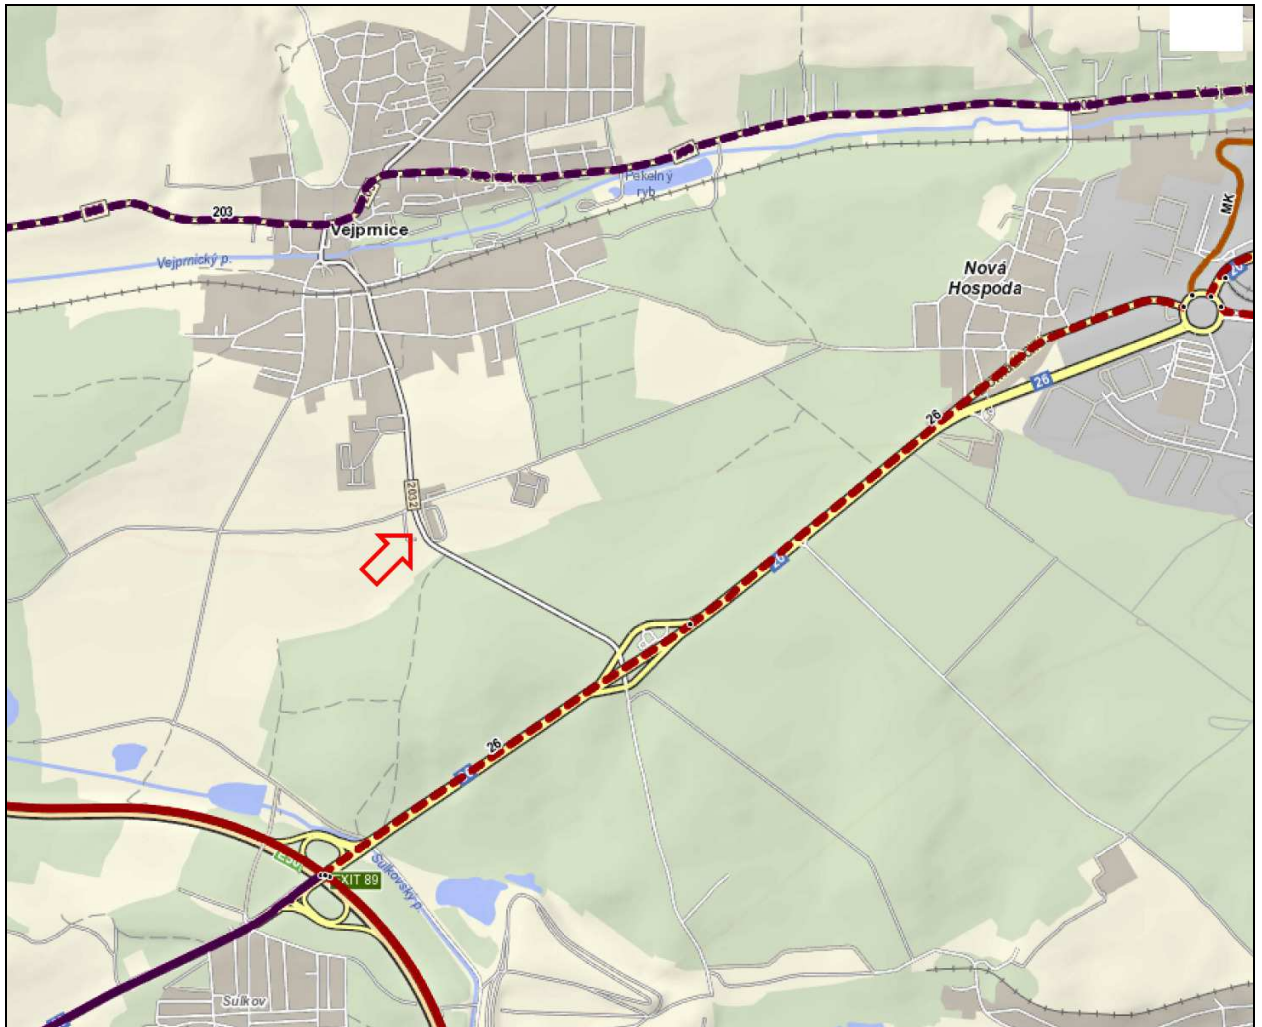 Pekelný
ryb.
203
Vejprnice
Vejprnický p.
MK
Nová
Hospoda
26
26
2032
26
26
26
EXIT 89
Sulkovský p.
Sulkov